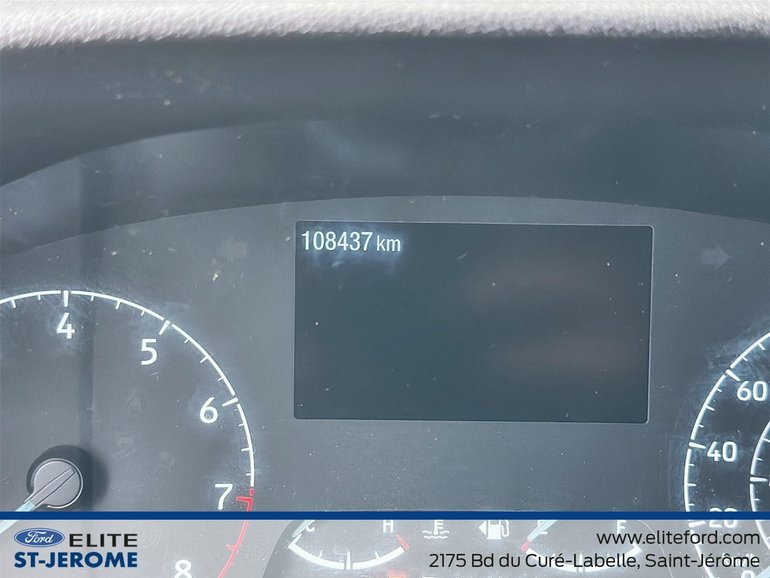 108437 km
4
5
6
7
8
60
40
20
0
C H
F
Ford ELITE
ST-JEROME
www.eliteford.com
2175 Bd du Curé-Labelle, Saint-Jérôme